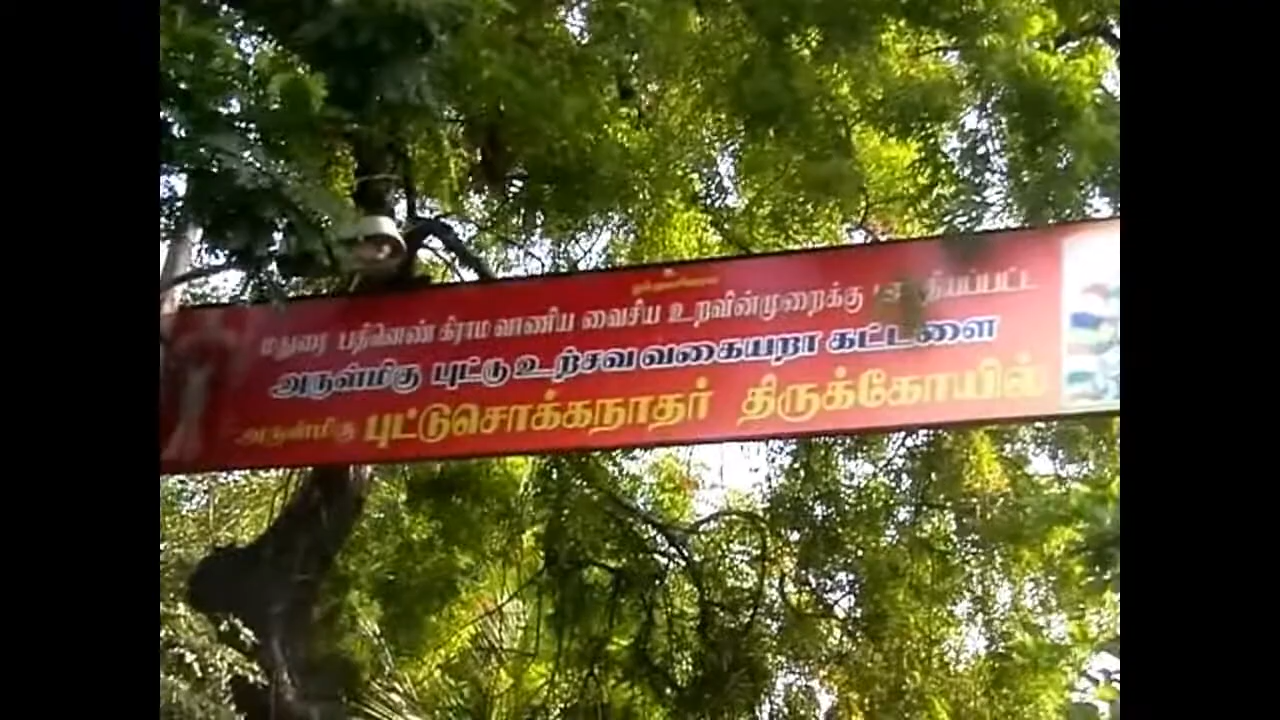 மதுரை பதினெண் கிராம வாணிய வைசிய உறவின்முறைக்கு
அருள்மிகு புட்டு உற்சவ வகையறா கட்டளை
அருள்மிகு புட்டுசொக்கநாதர் திருக்கோயில்